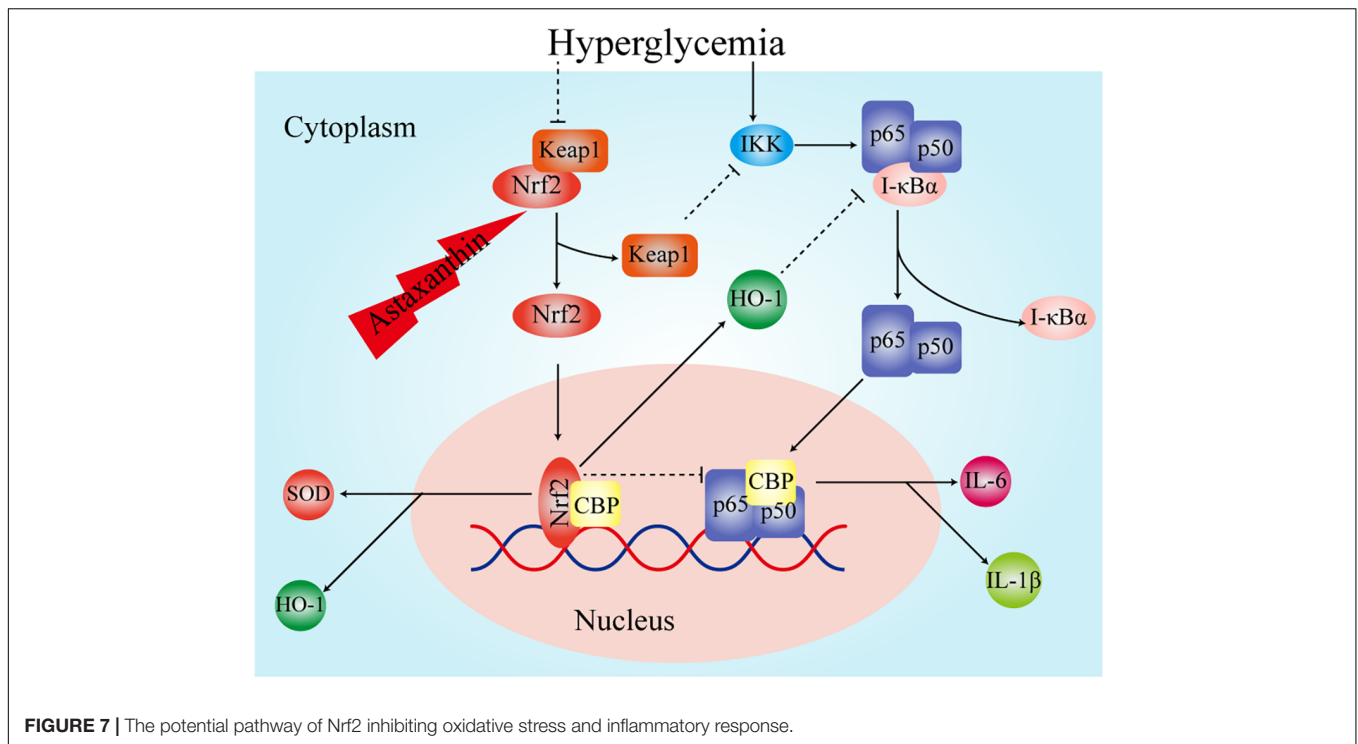 Hyperglycemia
Cytoplasm
Keap1
Nrf2
IKK
p65
p50
I-κBα
Astaxanthin
Keap1
Nrf2
HO-1
p65
p50
I-κBα
SOD
HO-1
Nrf2
CBP
CBP
p65
p50
IL-6
IL-1β
Nucleus
FIGURE 7 | The potential pathway of Nrf2 inhibiting oxidative stress and inflammatory response.